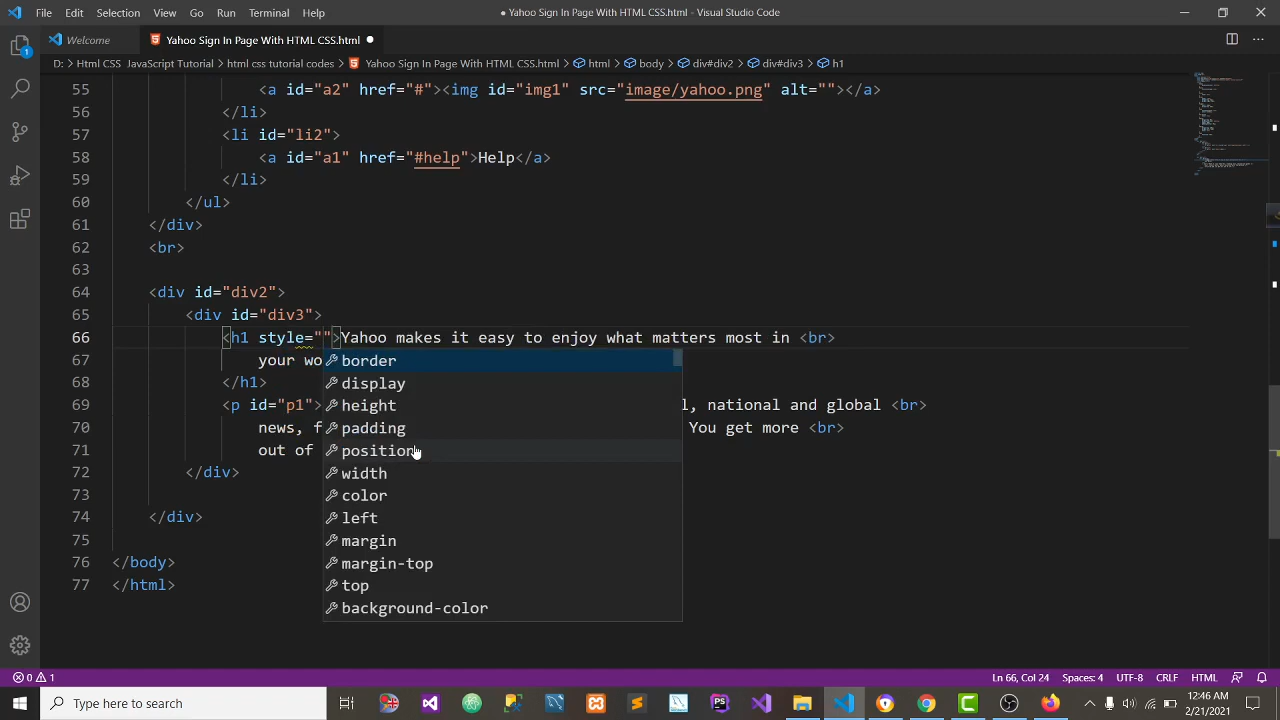 File Edit Selection View Go Run Terminal Help
● Yahoo Sign In Page With HTML CSS.html - Visual Studio Code
Welcome
Yahoo Sign In Page With HTML CSS.html ●
D: > Html CSS JavaScript Tutorial > html css tutorial codes > Yahoo Sign In Page With HTML CSS.html > html > body > div#div2 > div#div3 > h1
1
55 <a id="a2" href="#"><img id="img1" src="image/yahoo.png" alt=""></a>
56 </li>
57 <li id="li2">
58 <a id="a1" href="#help">Help</a>
59 </li>
60 </ul>
61 </div>
62 <br>
63
64 <div id="div2">
65 <div id="div3">
66 <h1 style="">Yahoo makes it easy to enjoy what matters most in <br>
67 your wo
68 </h1>
69 <p id="p1"> l, national and global <br>
70 news, f You get more <br>
71 out of
72 </div>
73
74 </div>
75
76 </body>
77 </html>
border
display
height
padding
position
width
color
left
margin
margin-top
top
background-color
0 1
Ln 66, Col 24 Spaces: 4 UTF-8 CRLF HTML
Type here to search
PS
12:46 AM
2/21/2021